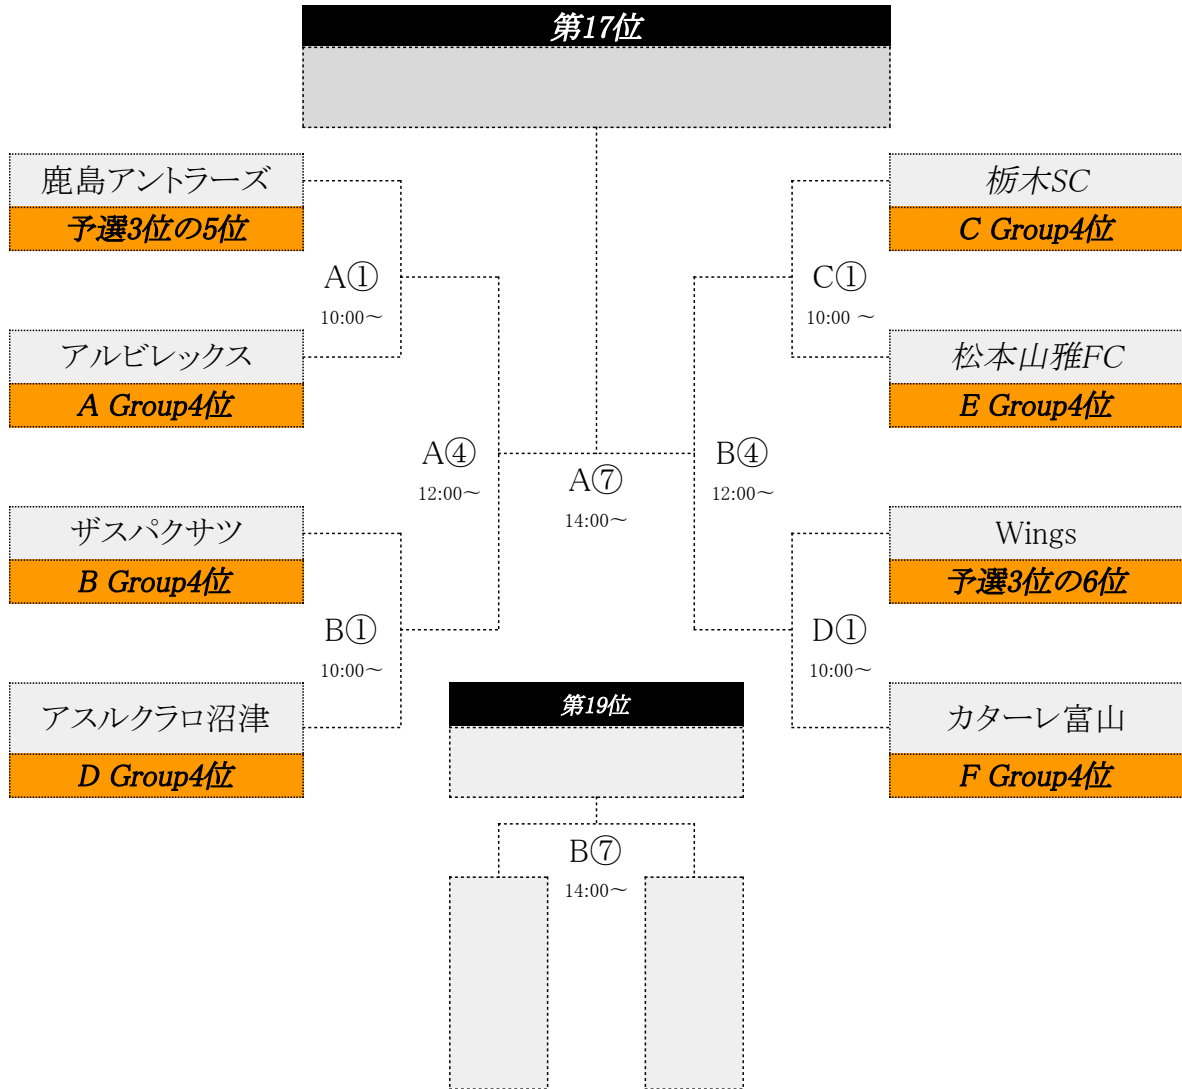 第17位
鹿島アントラーズ
予選3位の5位
栃木SC
C Group4位
A①
10:00～
C①
10:00 ～
アルビレックス
A Group4位
松本山雅FC
E Group4位
A④
12:00～
A⑦
14:00～
B④
12:00～
ザスパクサツ
B Group4位
Wings
予選3位の6位
B①
10:00～
D①
10:00～
アスルクラロ沼津
D Group4位
第19位
カターレ富山
F Group4位
B⑦
14:00～